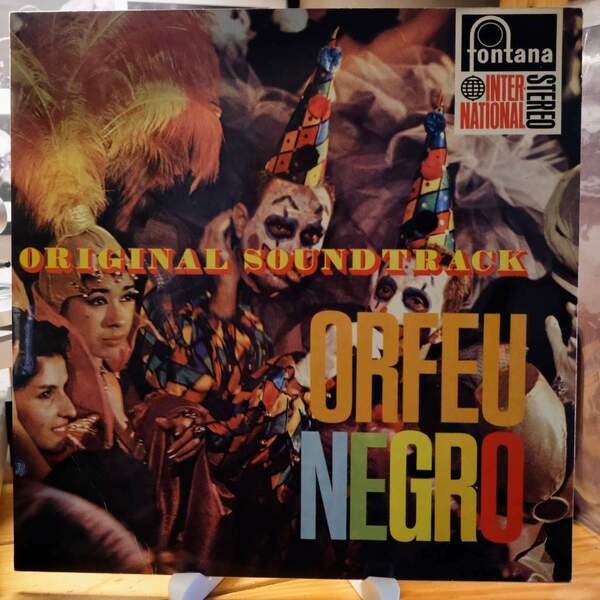 fontana
INTER-
NATIONAL
STEREO
ORIGINAL SOUNDTRACK
ORFEU
NEGRO